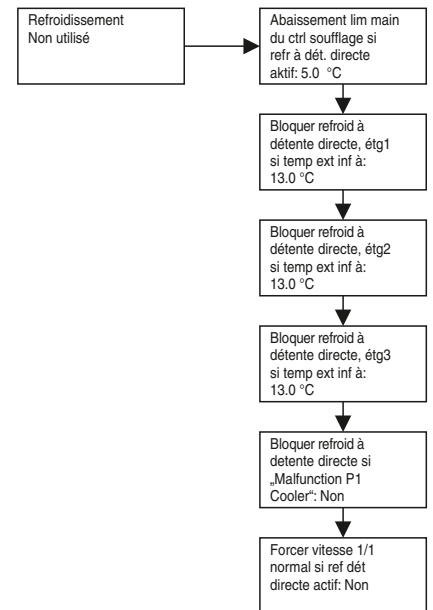 Refroidissement
Non utilisé
Abaissement lim main
du ctrl soufflage si
refr à dét. directe
aktif: 5.0 °C
Bloquer refroid à
détente directe, étg1
si temp ext inf à:
13.0 °C
Bloquer refroid à
détente directe, étg2
si temp ext inf à:
13.0 °C
Bloquer refroid à
détente directe, étg3
si temp ext inf à:
13.0 °C
Bloquer refroid à
detente directe si
„Malfunction P1
Cooler“: Non
Forcer vitesse 1/1
normal si ref dét
directe actif: Non